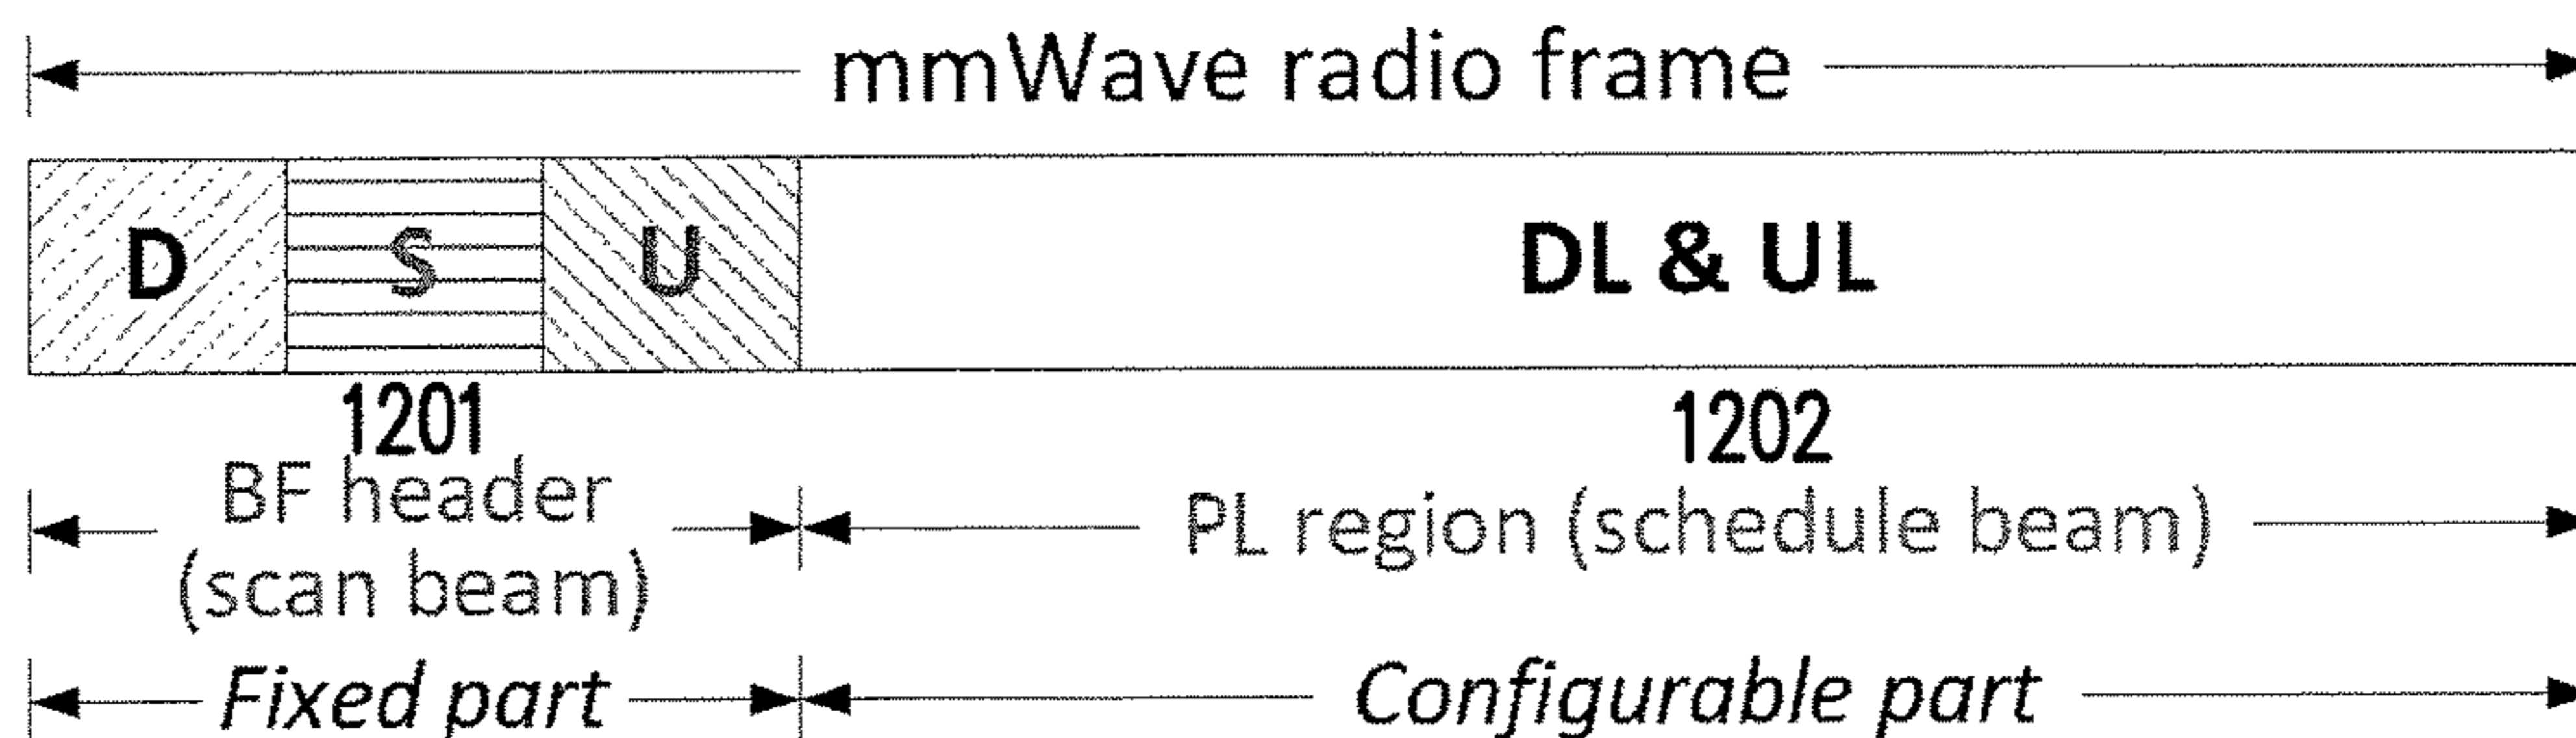 mmWave radio frame
D S U DL & UL
1201 1202
BF header
(scan beam)
PL region (schedule beam)
Fixed part Configurable part